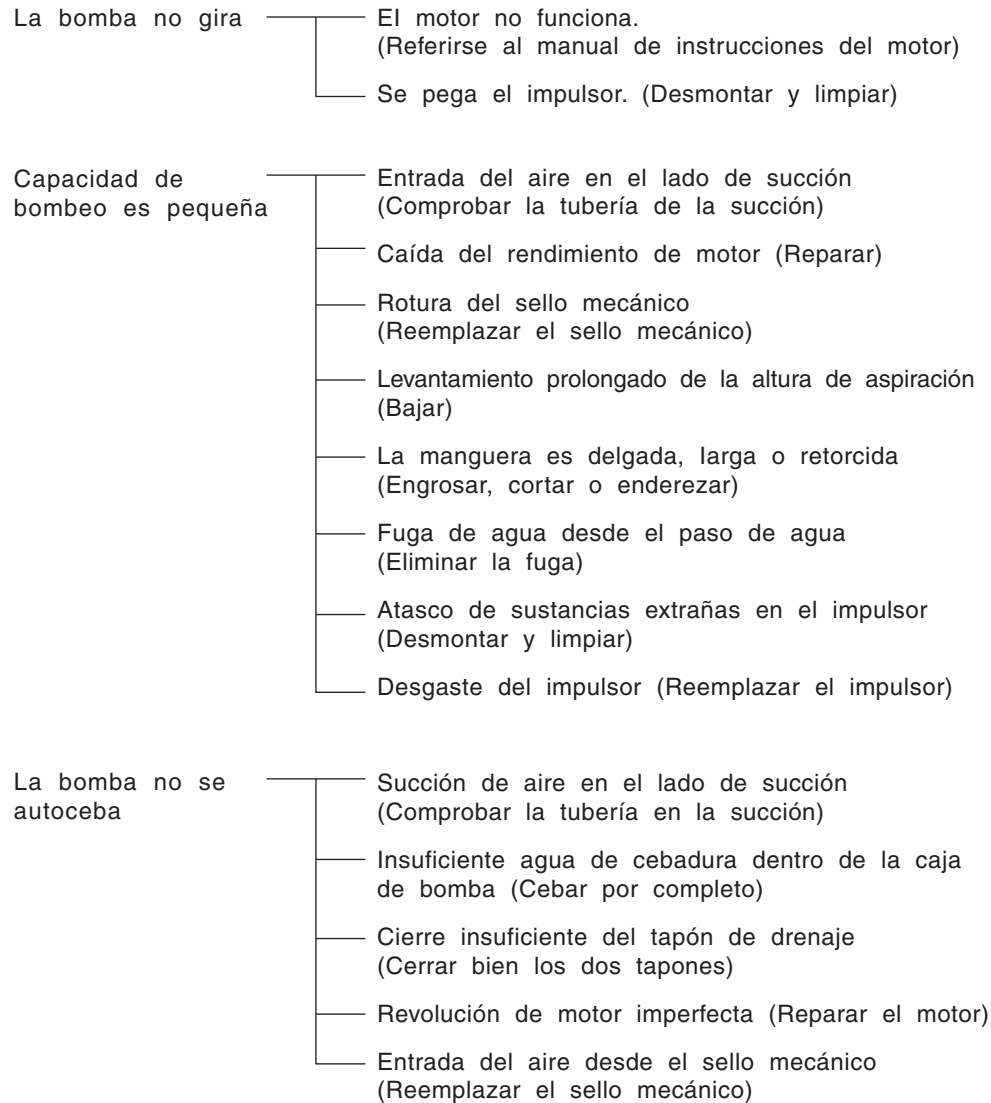 La bomba no gira
El motor no funciona.
(Referirse al manual de instrucciones del motor)
Se pega el impulsor. (Desmontar y limpiar)
Capacidad de
bombeo es pequeña
Entrada del aire en el lado de succión
(Comprobar la tubería de la succión)
Caída del rendimiento de motor (Reparar)
Rotura del sello mecánico
(Reemplazar el sello mecánico)
Levantamiento prolongado de la altura de aspiración
(Bajar)
La manguera es delgada, larga o retorcida
(Engrosar, cortar o enderezar)
Fuga de agua desde el paso de agua
(Eliminar la fuga)
Atasco de sustancias extrañas en el impulsor
(Desmontar y limpiar)
Desgaste del impulsor (Reemplazar el impulsor)
La bomba no se
autoceba
Succión de aire en el lado de succión
(Comprobar la tubería en la succión)
Insuficiente agua de cebadura dentro de la caja
de bomba (Cebar por completo)
Cierre insuficiente del tapón de drenaje
(Cerrar bien los dos tapones)
Revolución de motor imperfecta (Reparar el motor)
Entrada del aire desde el sello mecánico
(Reemplazar el sello mecánico)